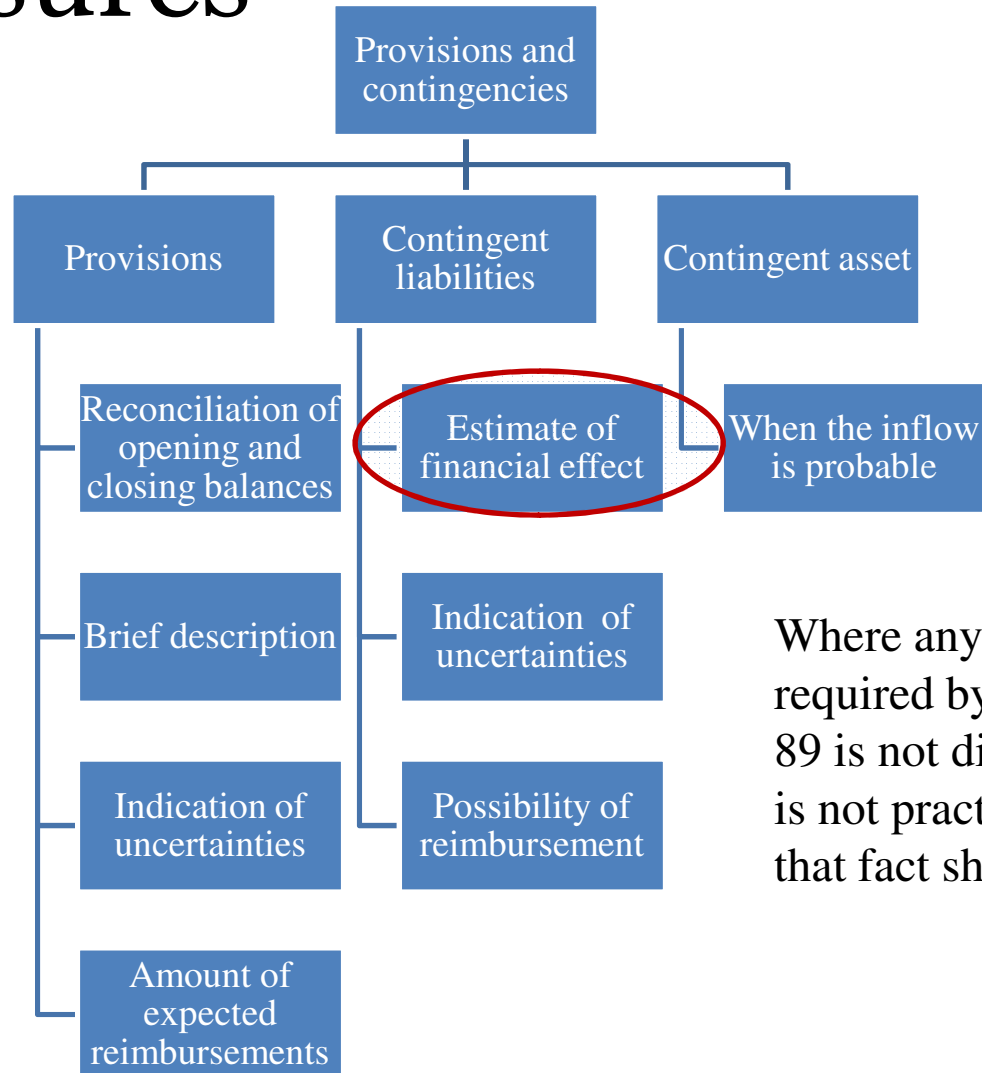 sures
Provisions and
contingencies
Provisions
Contingent
liabilities
Contingent asset
Reconciliation of
opening and
closing balances
Estimate of
financial effect
When the inflow
is probable
Brief description
Indication of
uncertainties
Indication of
uncertainties
Possibility of
reimbursement
Amount of
expected
reimbursements
Where any
required by
89 is not di
is not pract
that fact sh